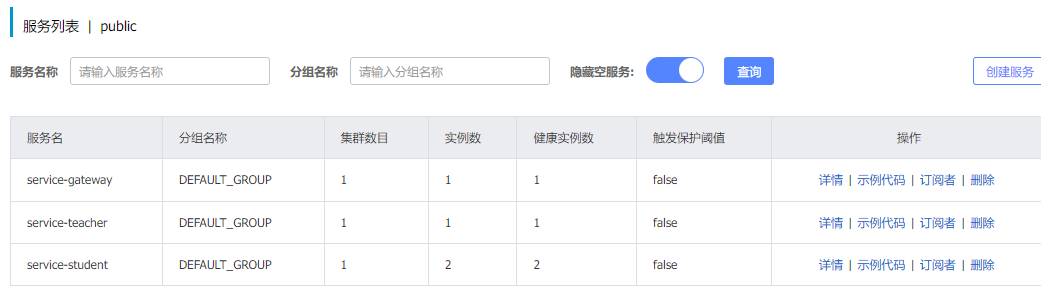 服务列表 | public
服务名称 请输入服务名称 分组名称 请输入分组名称 隐藏空服务: 查询 创建服务
服务名 分组名称 集群数目 实例数 健康实例数 触发保护阈值 操作
service-gateway DEFAULT_GROUP 1 1 1 false 详情 | 示例代码 | 订阅者 | 删除
service-teacher DEFAULT_GROUP 1 1 1 false 详情 | 示例代码 | 订阅者 | 删除
service-student DEFAULT_GROUP 1 2 2 false 详情 | 示例代码 | 订阅者 | 删除